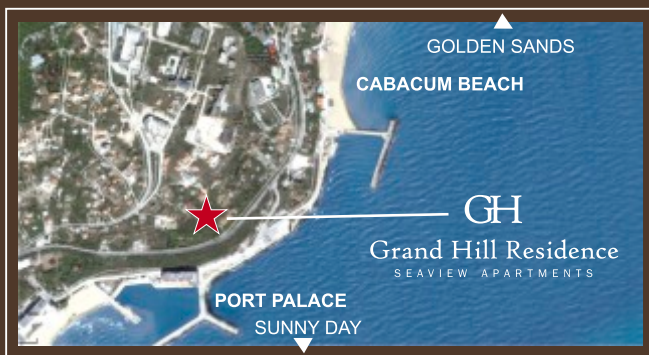 GOLDEN SANDS
CABACUM BEACH
GH
Grand Hill Residence
SEAVIEW APARTMENTS
PORT PALACE
SUNNY DAY